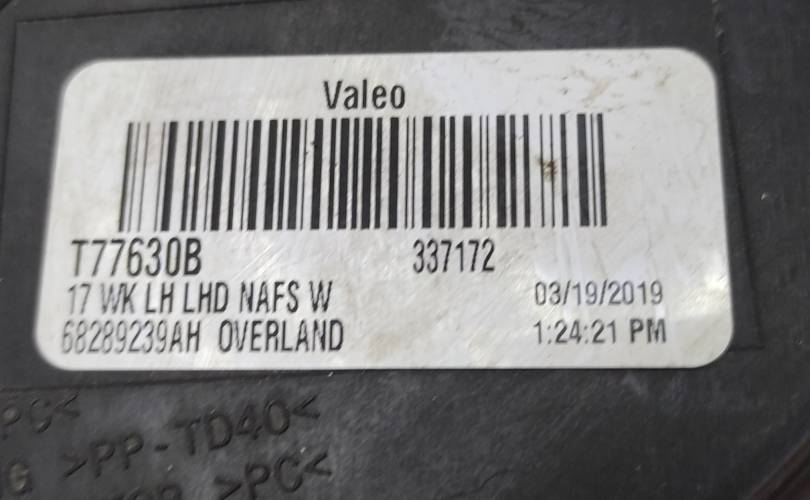 Valeo
T77630B 337172
17 WK LH LHD NAFS W 03/19/2019
68289239AH OVERLAND 1:24:21 PM
PC<
>PP-TD40<
>PC<